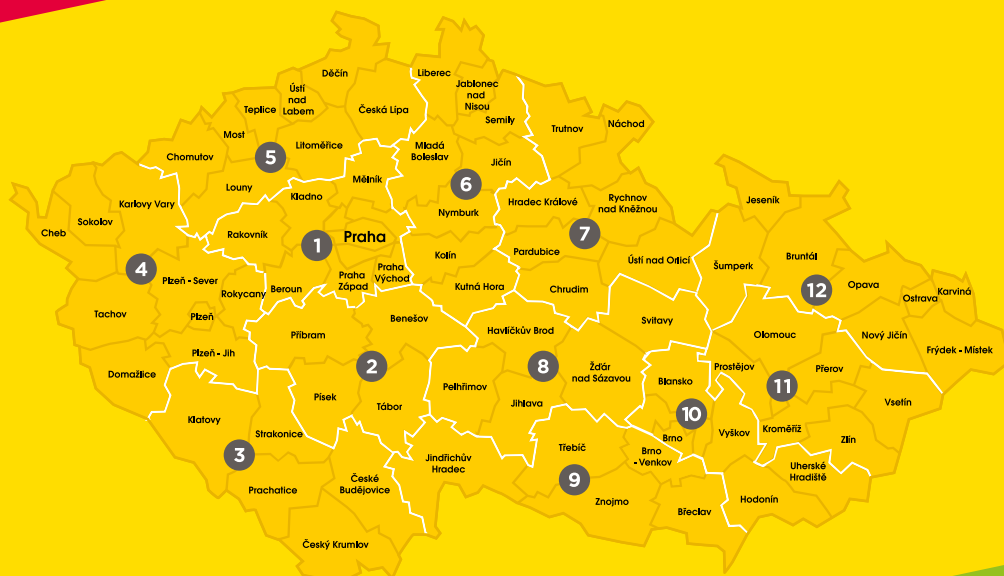 Děčín
Liberec
Jablonec
nad
Nisou
Ústí
nad
Labem
Teplice
Česká Lípa
Semily
Trutnov
Náchod
Most
Litoměřice
Mladá
Boleslav
Chomutov
5
Jičín
Mělník
Louny
Kladno
6
Hradec Králové
Rychnov
nad Kněžnou
Jeseník
Karlovy Vary
Sokolov
Cheb
Nymburk
Rakovník
1
Praha
7
Kolín
Pardubice
Ústí nad Orlicí
Šumperk
Bruntál
4
Plzeň - Sever
Rokycany
Beroun
Praha
Západ
Praha
Východ
Kutná Hora
Chrudim
12
Opava
Ostrava
Karviná
Tachov
Plzeň
Příbram
Benešov
Havlíčkův Brod
Svitavy
Olomouc
Nový Jičín
Frýdek - Místek
Plzeň - Jih
Domažlice
2
8
Žďár
nad Sázavou
Prostějov
Přerov
Písek
Tábor
Pelhřimov
Jihlava
Blansko
11
Vsetín
Klatovy
Strakonice
10
Brno
Vyškov
Kroměříž
Zlín
3
Jindřichův
Hradec
Třebíč
Brno
- Venkov
Uherské
Hradiště
Prachatice
České
Budějovice
9
Znojmo
Břeclav
Hodonín
Český Krumlov